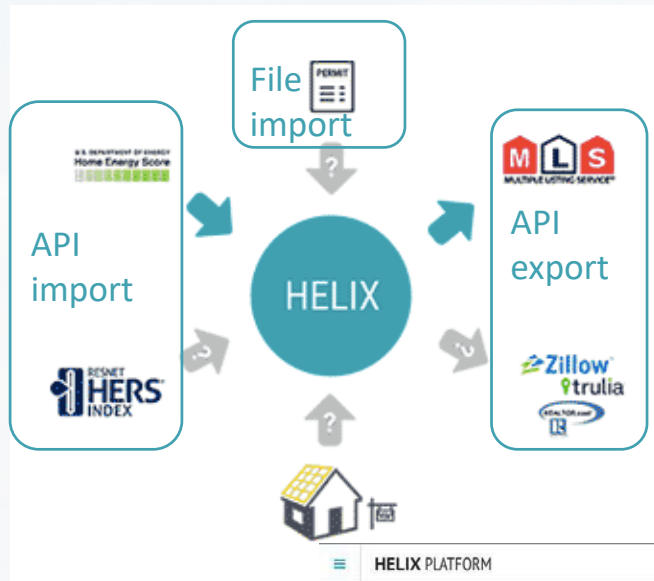 File
import
PERMIT
?
U.S. DEPARTMENT OF ENERGY
Home Energy Score
API
import
RESNET
HERS
INDEX
?
HELIX
?
MLS
MULTIPLE LISTING SERVICE
API
export
?
Zillow
trulia
REALTOR.com
R
HELIX PLATFORM